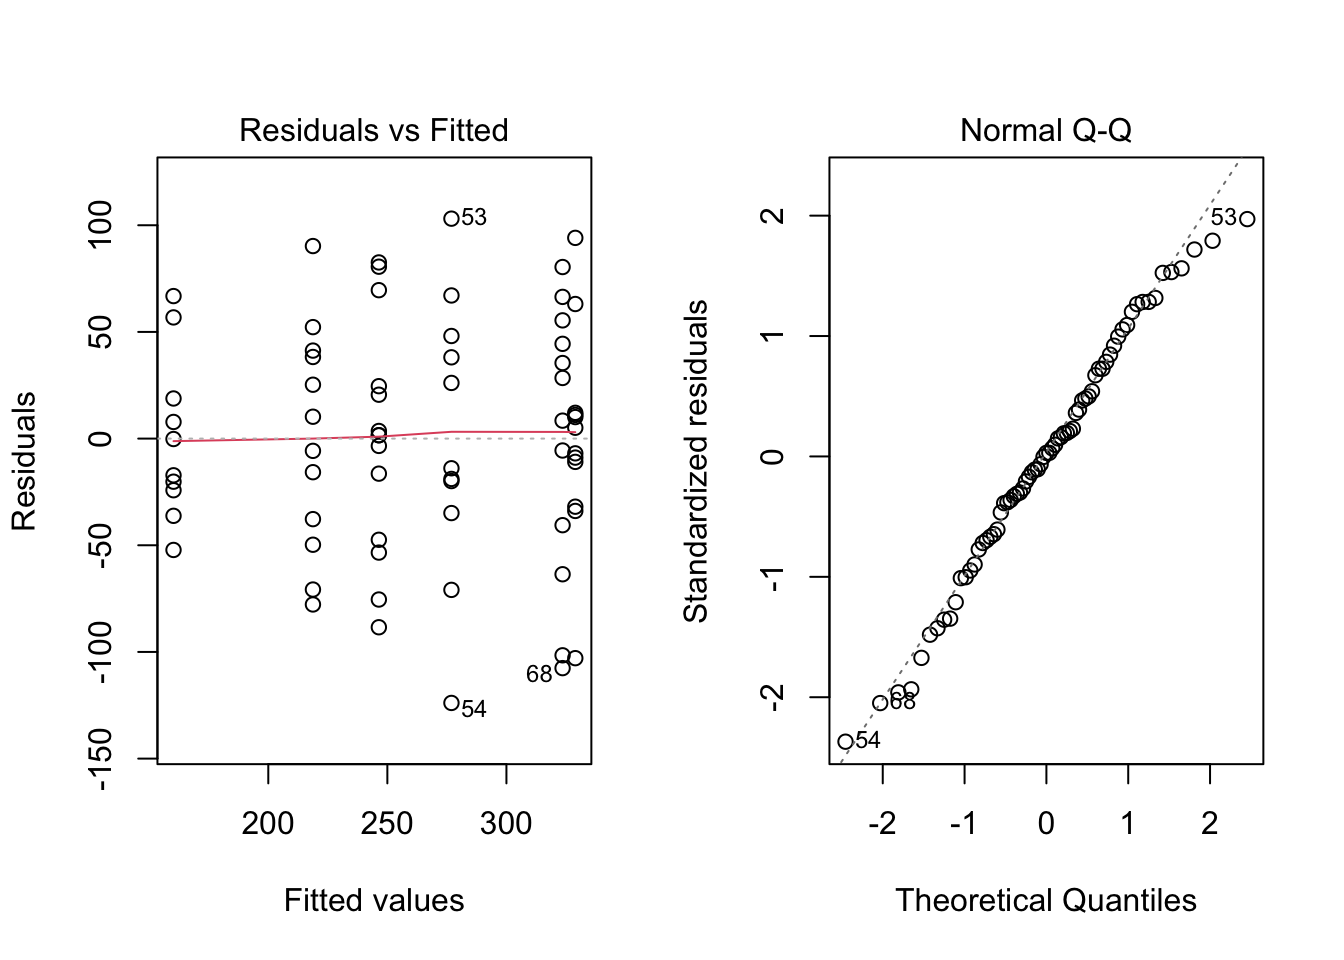 Residuals vs Fitted
Residuals
100
50
0
-50
-100
-150
53
68
54
200 250 300
Fitted values
Normal Q-Q
Standardized residuals
2
1
0
-1
-2
53
68
54
-2 -1 0 1 2
Theoretical Quantiles